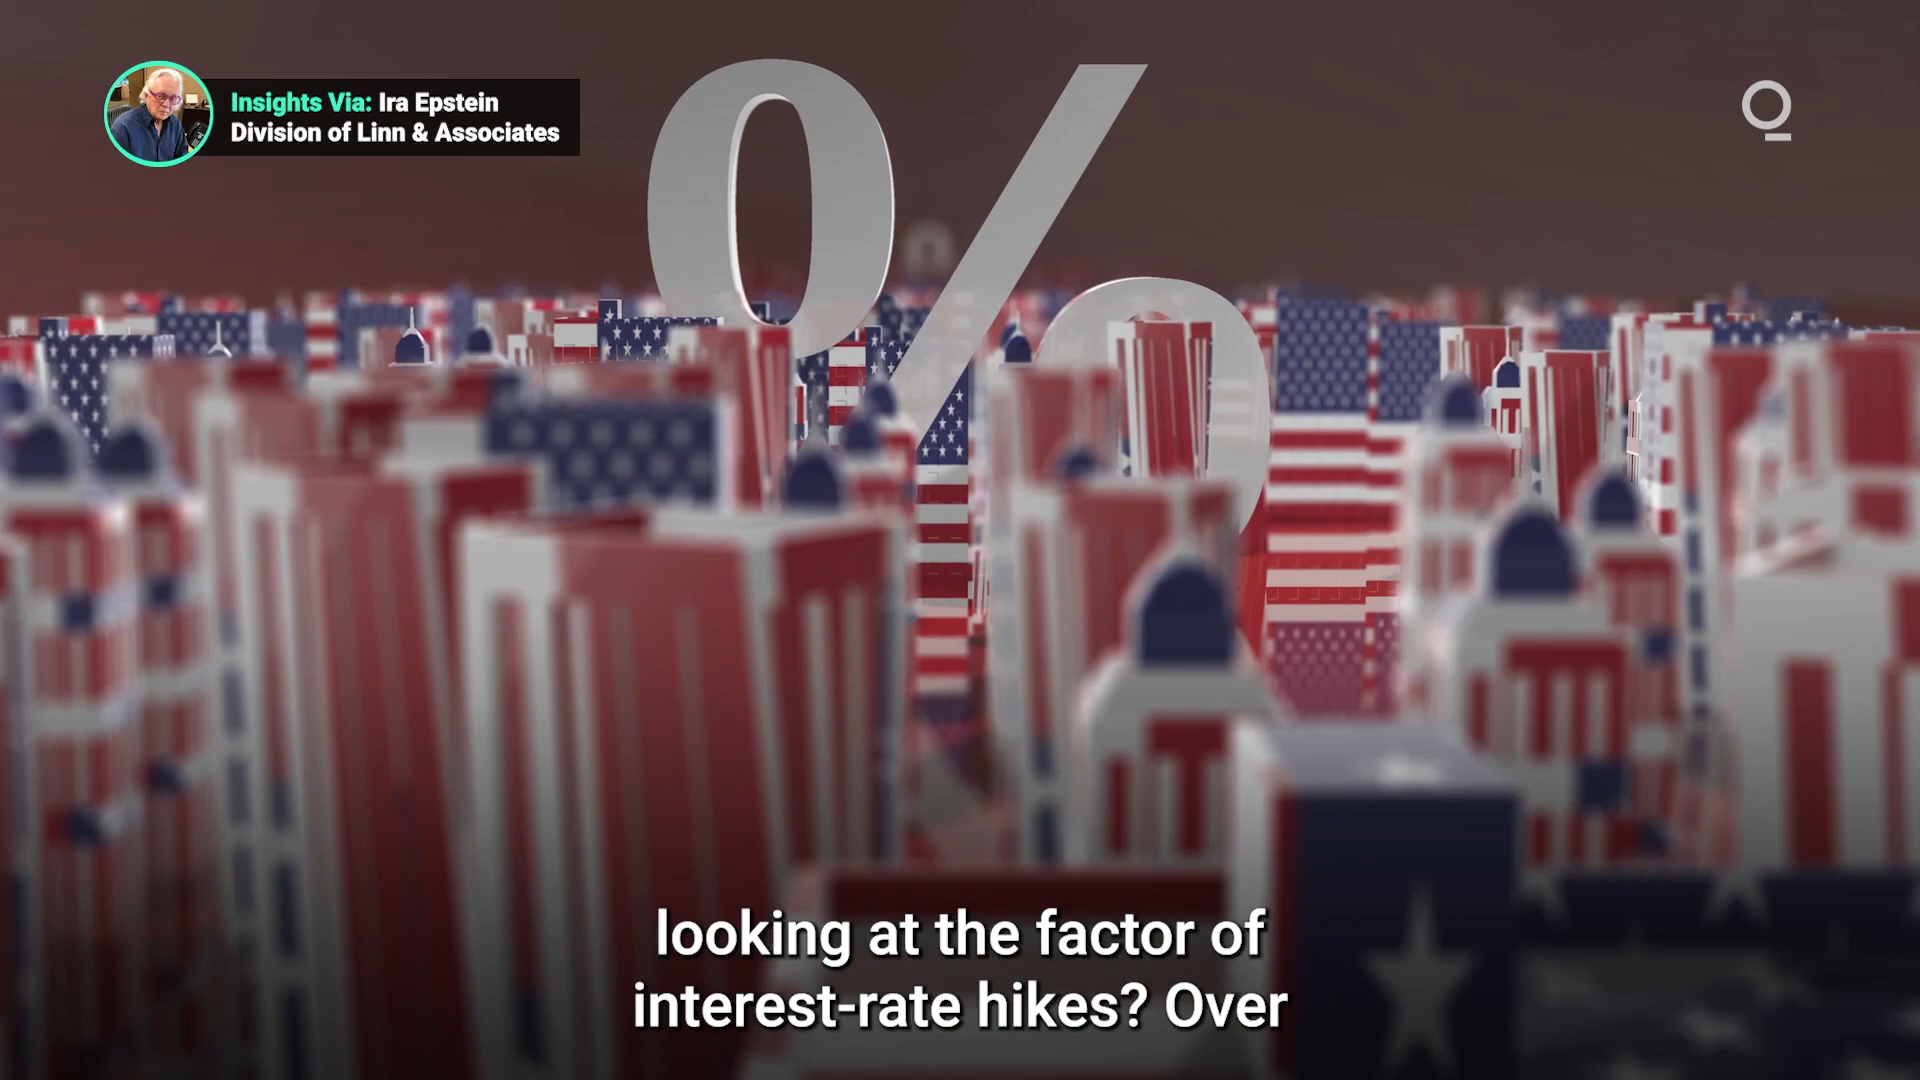 Insights Via: Ira Epstein
Division of Linn & Associates
%
looking at the factor of
interest-rate hikes? Over